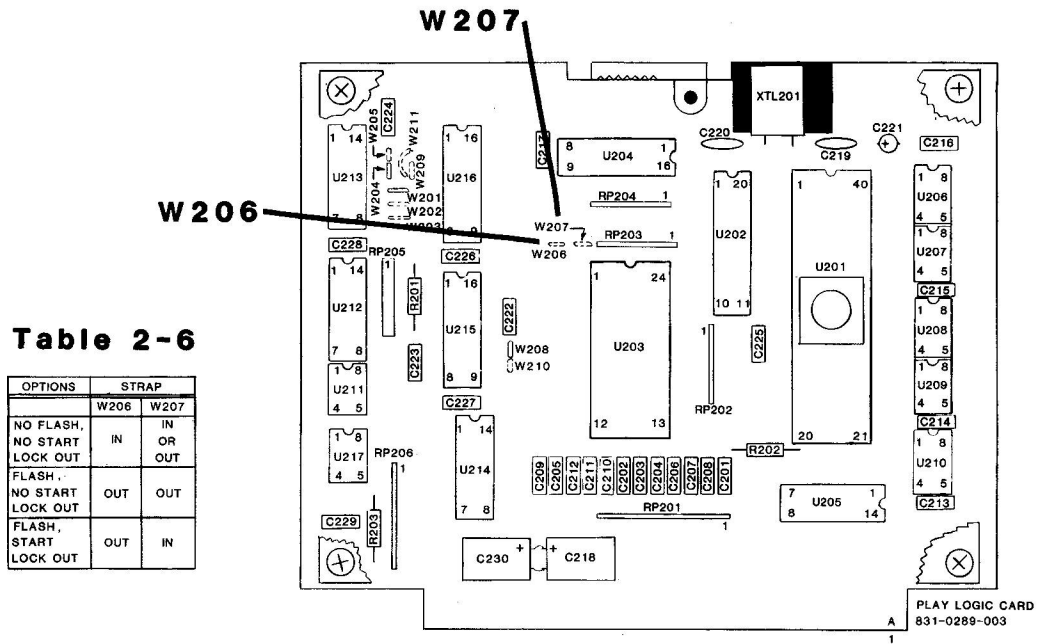 W207
W206
Table 2-6
OPTIONS STRAP
W206 W207
NO FLASH, NO START LOCK OUT IN IN OR OUT
FLASH, NO START LOCK OUT OUT OUT
FLASH, START LOCK OUT OUT IN
XTL201
C224
W205
W211
W209
W204
W201
W202
W203
1 14
U213
7 8
1 16
U216
8 9
C217
8 1
U204
9 16
C220
C219
C221
C216
RP204 1
W207
W206
RP203 1
1 20
U202
10 11
1 40
U201
20 21
1 8
U206
4 5
1 8
U207
4 5
C215
1 8
U208
4 5
1 8
U209
4 5
C214
1 8
U210
4 5
C213
C228
RP205
1
C226
1 14
U212
7 8
R201
C223
1 16
U215
8 9
C222
W208
W210
1 24
U203
12 13
1
RP202
C225
1 8
U211
4 5
C227
1 8
U217
4 5
RP206
1
1 14
U214
7 8
R202
C209
C205
C212
C211
C210
C202
C203
C204
C206
C207
C208
C201
RP201
1
7 1
U205
8 14
C229
R203
C230 +
+ C218
PLAY LOGIC CARD
A 831-0289-003
1